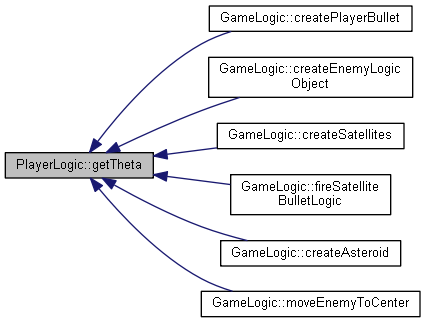 GameLogic::createPlayerBullet
GameLogic::createEnemyLogic
Object
GameLogic::createSatellites
PlayerLogic::getTheta
GameLogic::fireSatellite
BulletLogic
GameLogic::createAsteroid
GameLogic::moveEnemyToCenter